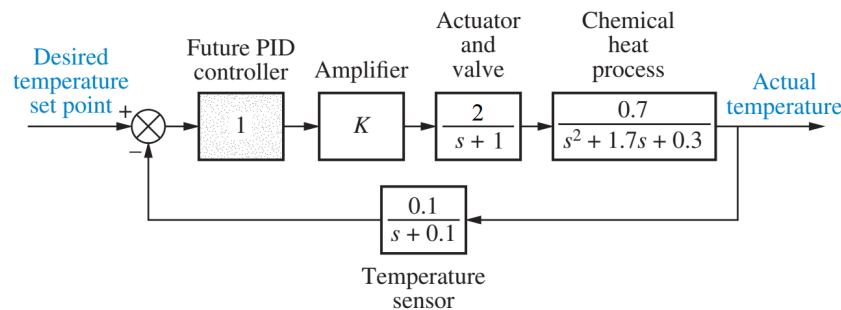 Desired
temperature
set point
+
−
Future PID
controller
1
Amplifier
K
Actuator
and
valve
2
s + 1
Chemical
heat
process
0.7
s² + 1.7s + 0.3
Actual
temperature
0.1
s + 0.1
Temperature
sensor